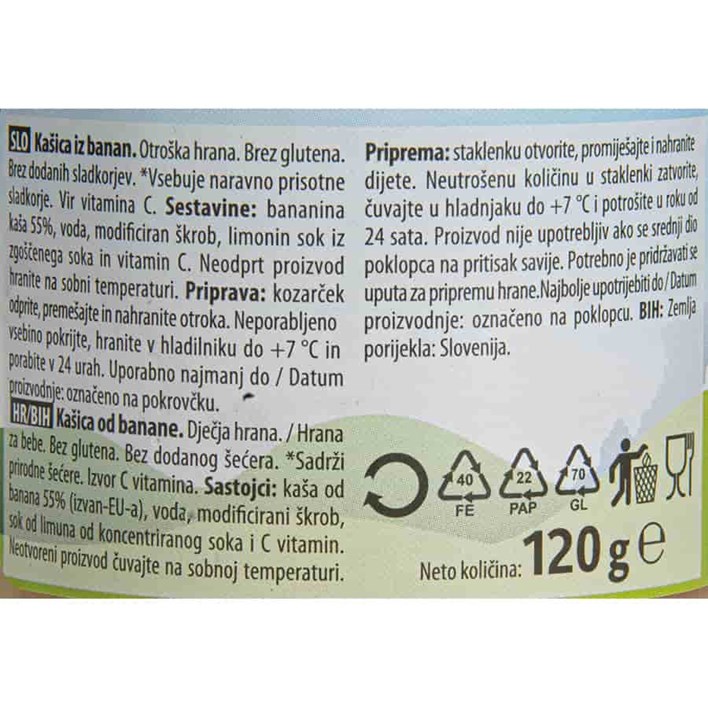 SLO Kašica iz banan. Otroška hrana. Brez glutena.
Brez dodanih sladkorjev. *Vsebuje naravno prisotne
sladkorje. Vir vitamina C. Sestavine: bananina
kaša 55%, voda, modificiran škrob, limonin sok iz
zgoščenega soka in vitamin C. Neodprt proizvod
hranite na sobni temperaturi. Priprava: kozarček
odprite, premešajte in nahranite otroka. Neporabljeno
vsebino pokrijte, hranite v hladilniku do +7 °C in
porabite v 24 urah. Uporabno najmanj do / Datum
proizvodnje: označeno na pokrovčku.
HR/BIH Kašica od banane. Dječja hrana. / Hrana
za bebe. Bez glutena. Bez dodanog šećera. *Sadrži
prirodne šećere. Izvor C vitamina. Sastojci: kaša od
banana 55% (izvan-EU-a), voda, modificirani škrob,
sok od limuna od koncentriranog soka i C vitamin.
Neotvoreni proizvod čuvajte na sobnoj temperaturi.
Priprema: staklenku otvorite, promiješajte i nahranite
dijete. Neutrošenu količinu u staklenki zatvorite,
čuvajte u hladnjaku do +7 °C i potrošite u roku od
24 sata. Proizvod nije upotrebljiv ako se srednji dio
poklopca na pritisak savije. Potrebno je pridržavati se
uputa za pripremu hrane. Najbolje upotrijebiti do / Datum
proizvodnje: označeno na poklopcu. BIH: Zemlja
porijekla: Slovenija.
40 22 70
FE PAP GL
Neto količina: 120 g e